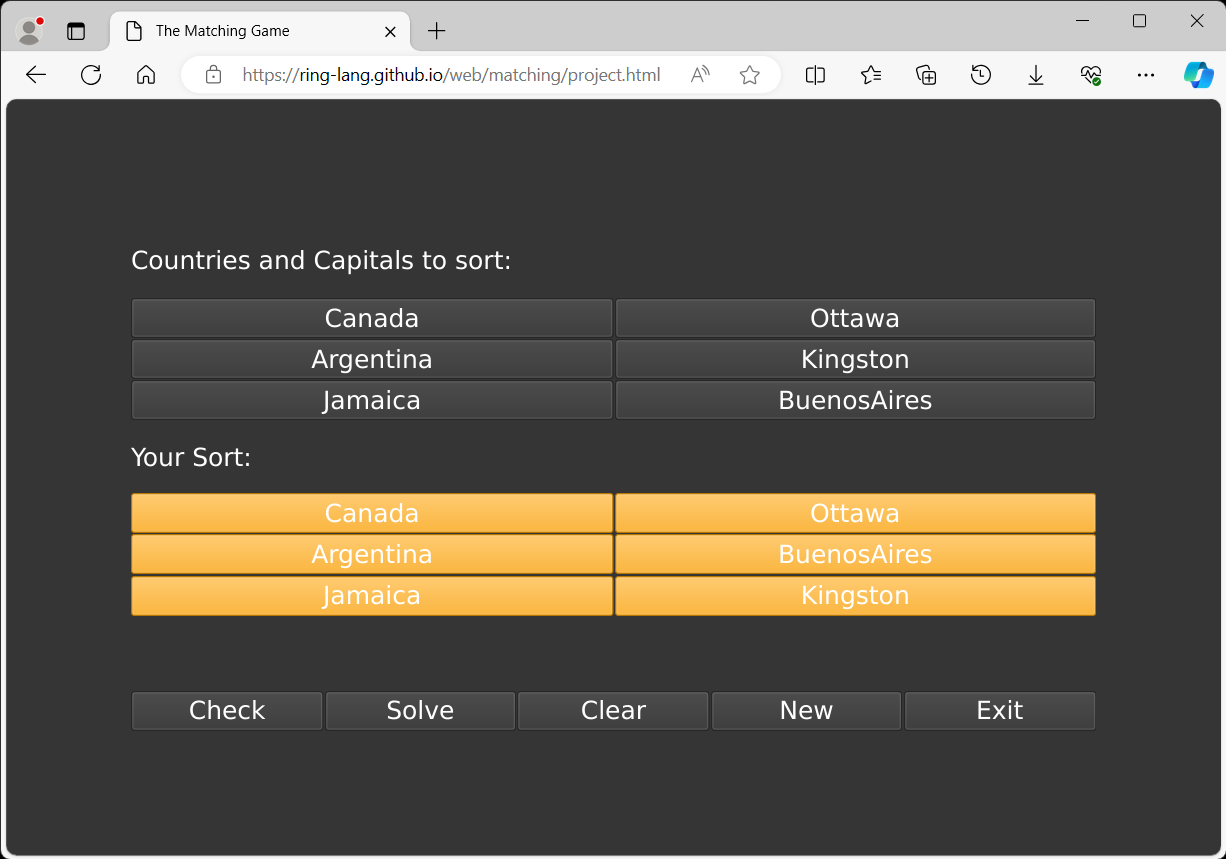 The Matching Game
https://ring-lang.github.io/web/matching/project.html
Countries and Capitals to sort:
Canada Ottawa
Argentina Kingston
Jamaica BuenosAires
Your Sort:
Canada Ottawa
Argentina BuenosAires
Jamaica Kingston
Check Solve Clear New Exit